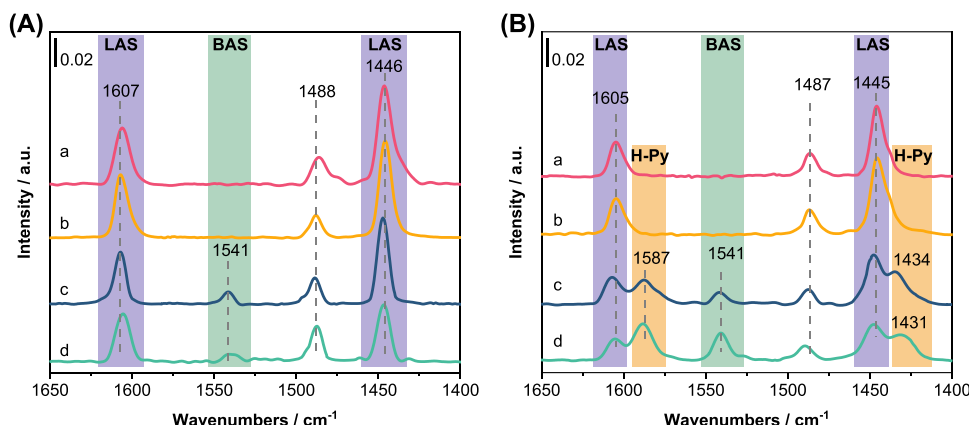 (A)
LAS BAS LAS
0.02
1607 1488 1446
a
b
1541
c
d
Intensity / a.u.
1650 1600 1550 1500 1450 1400
Wavenumbers / cm-1
(B)
LAS BAS LAS
0.02
1605 1487 1445
H-Py H-Py
a
b
1587 1541 1434
c
1431
d
Intensity / a.u.
1650 1600 1550 1500 1450 1400
Wavenumbers / cm-1